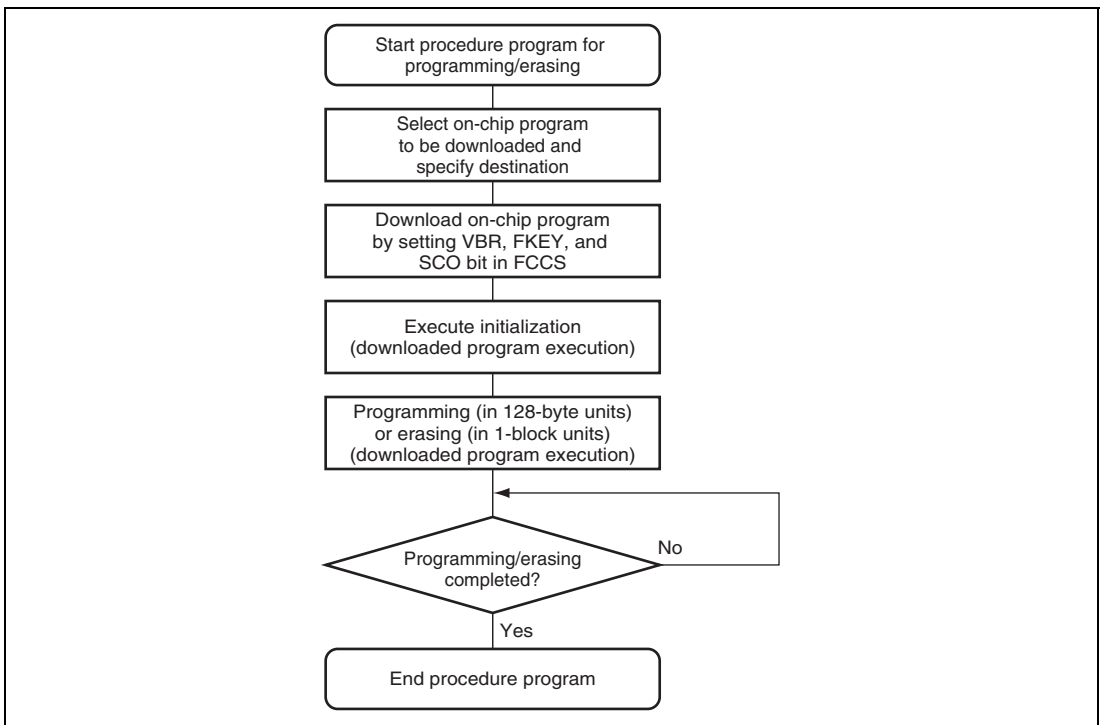 Start procedure program for
programming/erasing
Select on-chip program
to be downloaded and
specify destination
Download on-chip program
by setting VBR, FKEY, and
SCO bit in FCCS
Execute initialization
(downloaded program execution)
Programming (in 128-byte units)
or erasing (in 1-block units)
(downloaded program execution)
Programming/erasing
completed?
No
Yes
End procedure program